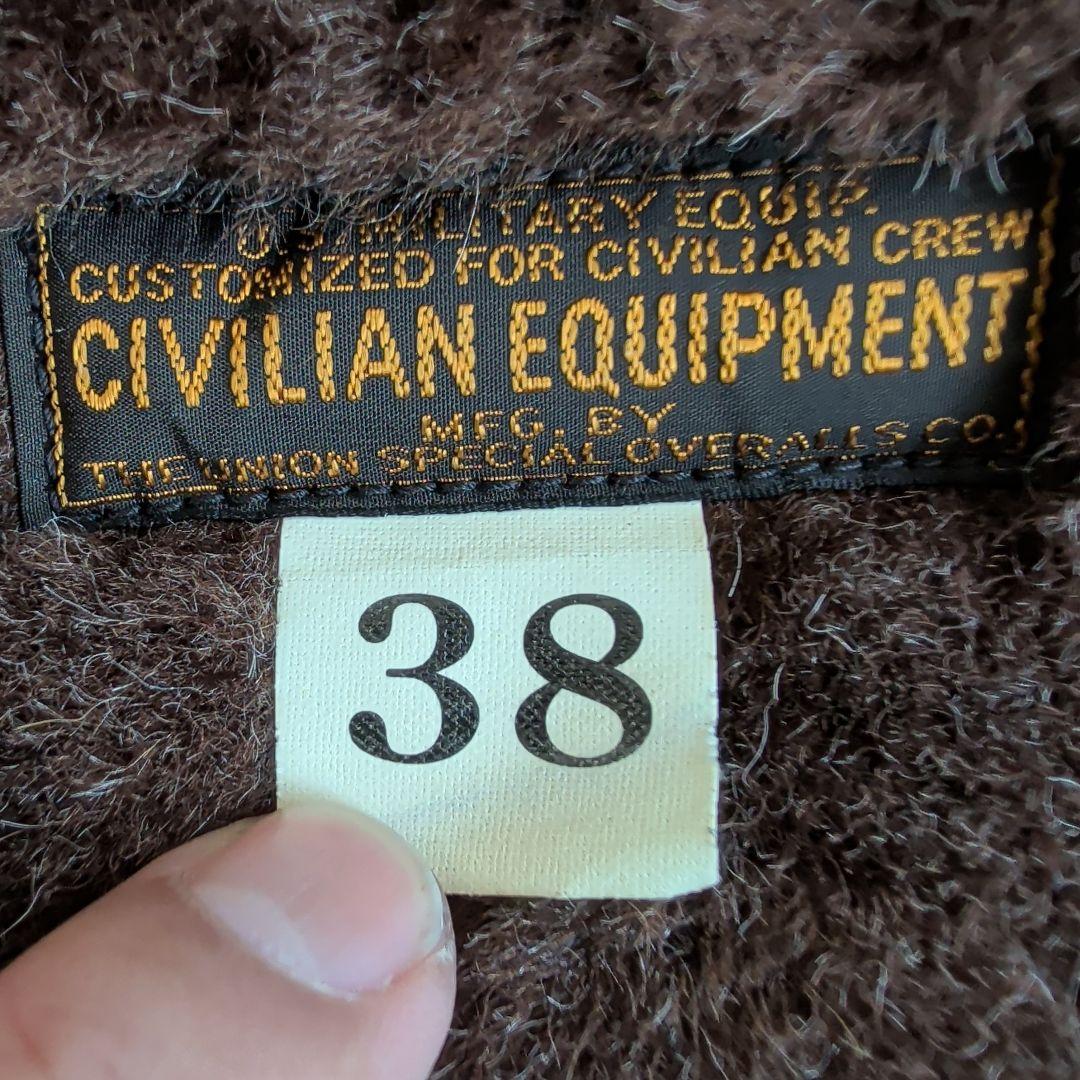 U.S. MILITARY EQUIP.
CUSTOMIZED FOR CIVILIAN CREW
CIVILIAN EQUIPMENT
MFG. BY
THE UNION SPECIAL OVERALLS CO.
38